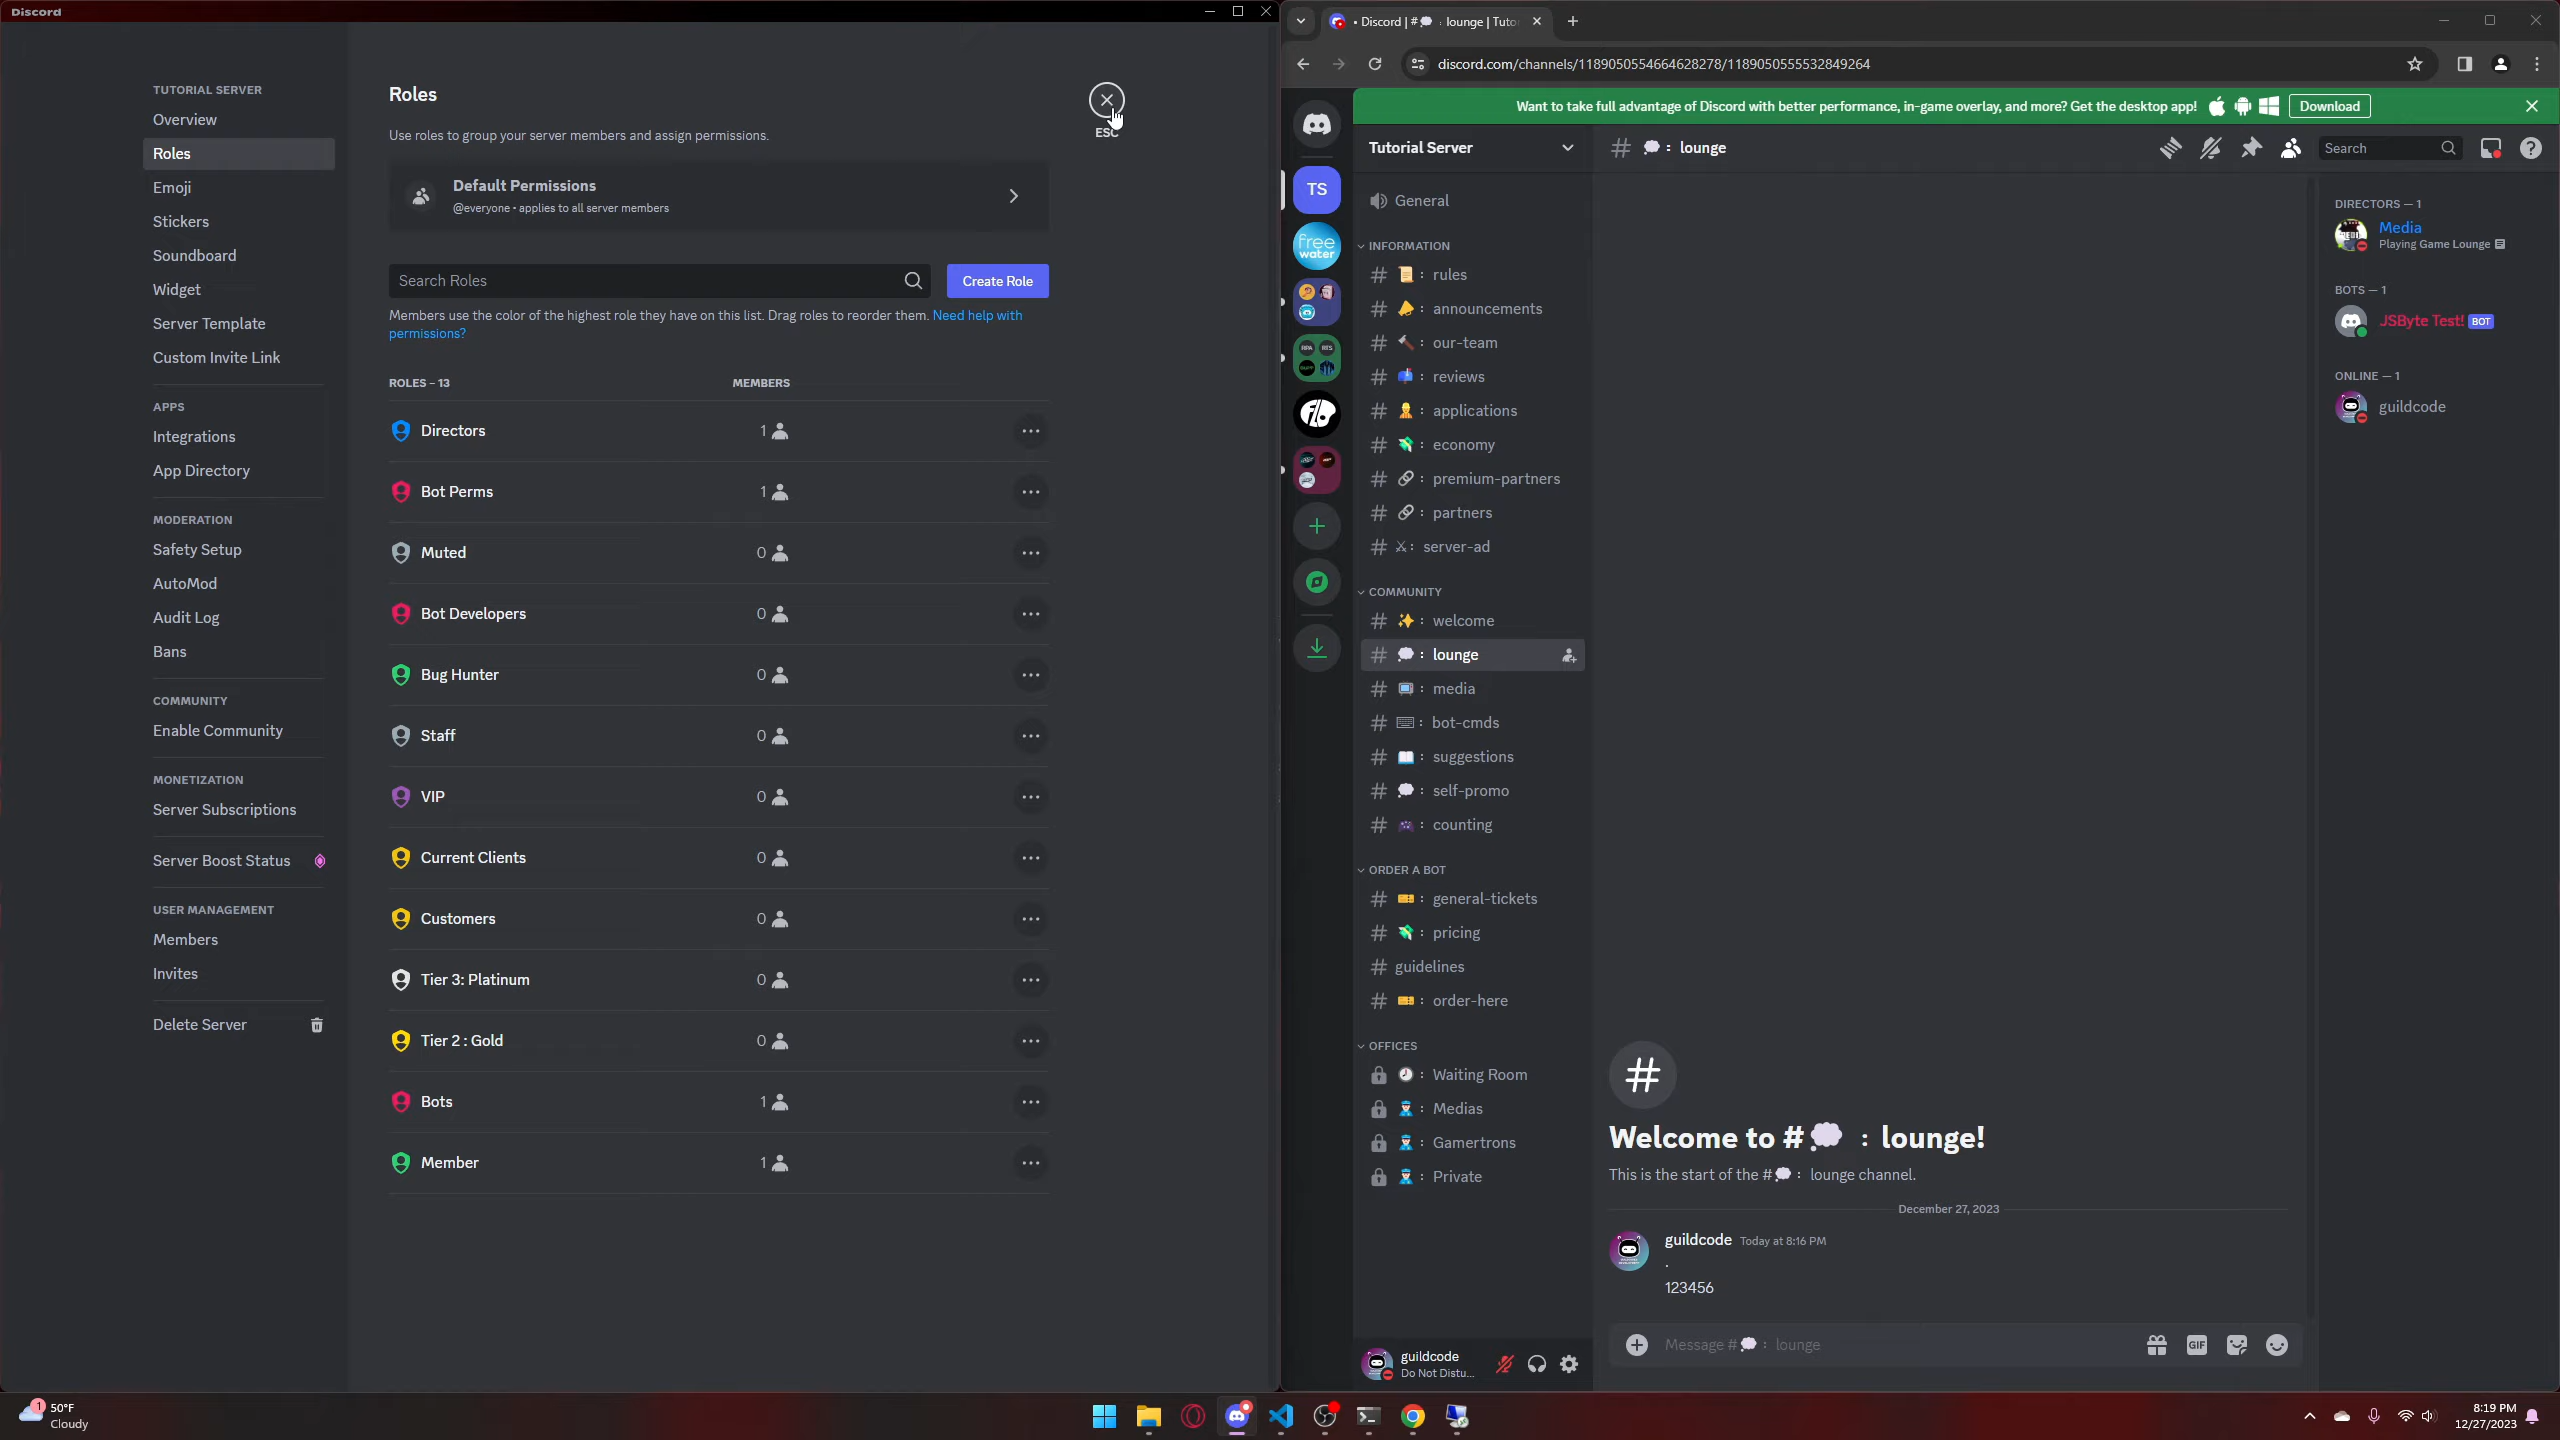 Discord
TUTORIAL SERVER
Overview
Roles
Emoji
Stickers
Soundboard
Widget
Server Template
Custom Invite Link
APPS
Integrations
App Directory
MODERATION
Safety Setup
AutoMod
Audit Log
Bans
COMMUNITY
Enable Community
MONETIZATION
Server Subscriptions
Server Boost Status
USER MANAGEMENT
Members
Invites
Delete Server
Roles
ESC
Use roles to group your server members and assign permissions.
Default Permissions
@everyone • applies to all server members
Search Roles
Create Role
Members use the color of the highest role they have on this list. Drag roles to reorder them. Need help with
permissions?
ROLES – 13 MEMBERS
Directors 1
Bot Perms 1
Muted 0
Bot Developers 0
Bug Hunter 0
Staff 0
VIP 0
Current Clients 0
Customers 0
Tier 3: Platinum 0
Tier 2 : Gold 0
Bots 1
Member 1
• Discord | #💭 : lounge | Tuto
discord.com/channels/1189050554664628278/1189050555532849264
Want to take full advantage of Discord with better performance, in-game overlay, and more? Get the desktop app! Download
TS
free
water
Tutorial Server
General
INFORMATION
# 📜 : rules
# 📣 : announcements
# 🔨 : our-team
# 📫 : reviews
# 👷 : applications
# 💸 : economy
# 🔗 : premium-partners
# 🔗 : partners
# ⚔ : server-ad
COMMUNITY
# ✨ : welcome
# 💭 : lounge
# 📺 : media
# ⌨ : bot-cmds
# 📖 : suggestions
# 💭 : self-promo
# 🎮 : counting
ORDER A BOT
# 🎫 : general-tickets
# 💸 : pricing
# guidelines
# 🎫 : order-here
OFFICES
🕗 : Waiting Room
👮 : Medias
👮 : Gamertrons
👮 : Private
guildcode
Do Not Distu...
# 💭 : lounge
Search
Welcome to #💭 : lounge!
This is the start of the #💭 : lounge channel.
December 27, 2023
guildcode Today at 8:16 PM
.
123456
Message #💭 : lounge
GIF
DIRECTORS — 1
Media
Playing Game Lounge
BOTS — 1
JSByte Test! BOT
ONLINE — 1
guildcode
1
50°F
Cloudy
8:19 PM
12/27/2023